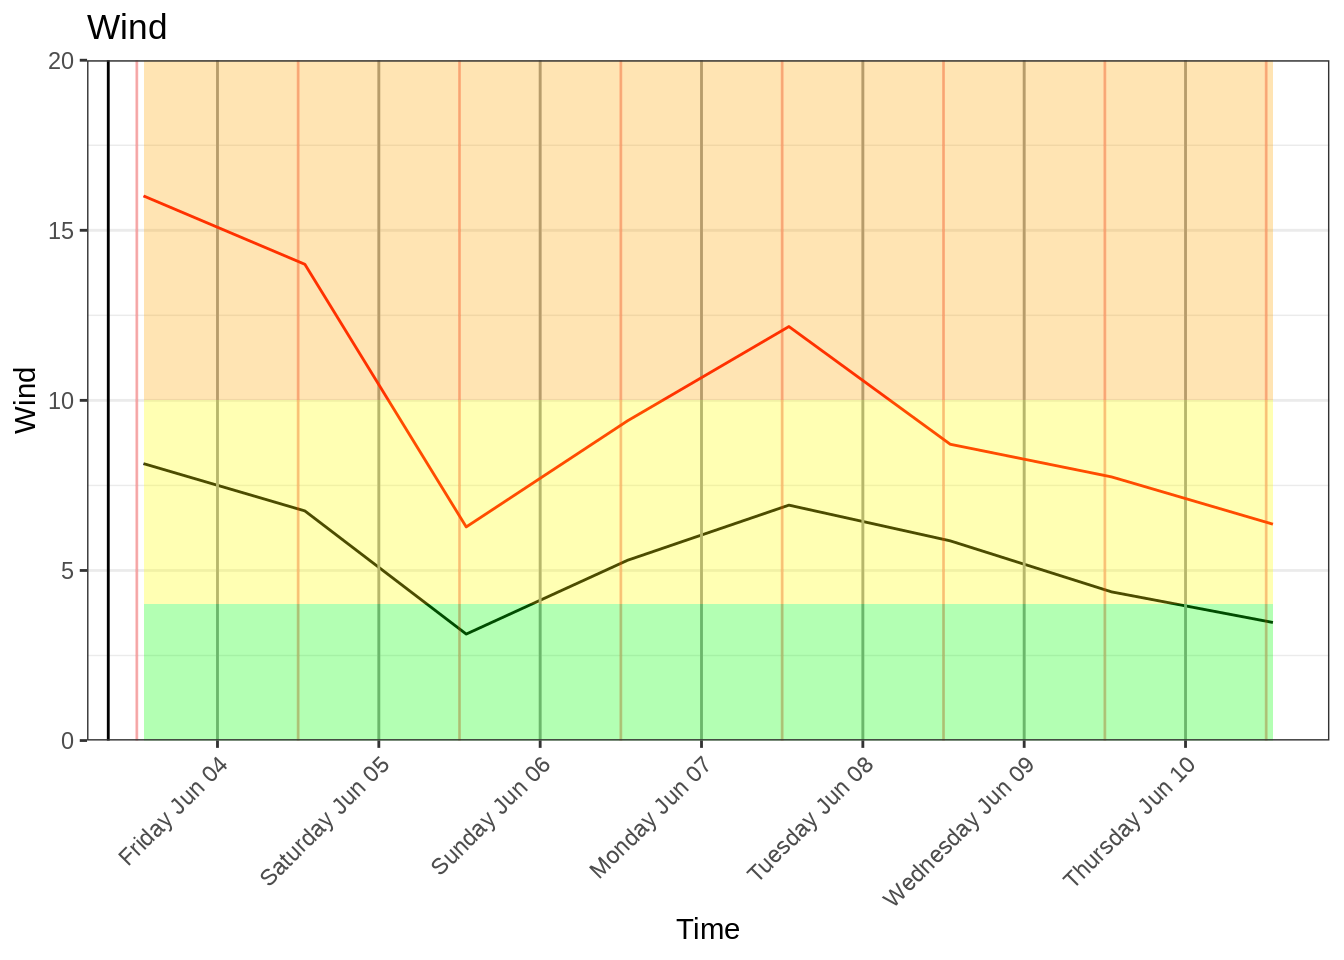 Wind
20
15
10
5
0
Wind
Friday Jun 04
Saturday Jun 05
Sunday Jun 06
Monday Jun 07
Tuesday Jun 08
Wednesday Jun 09
Thursday Jun 10
Time